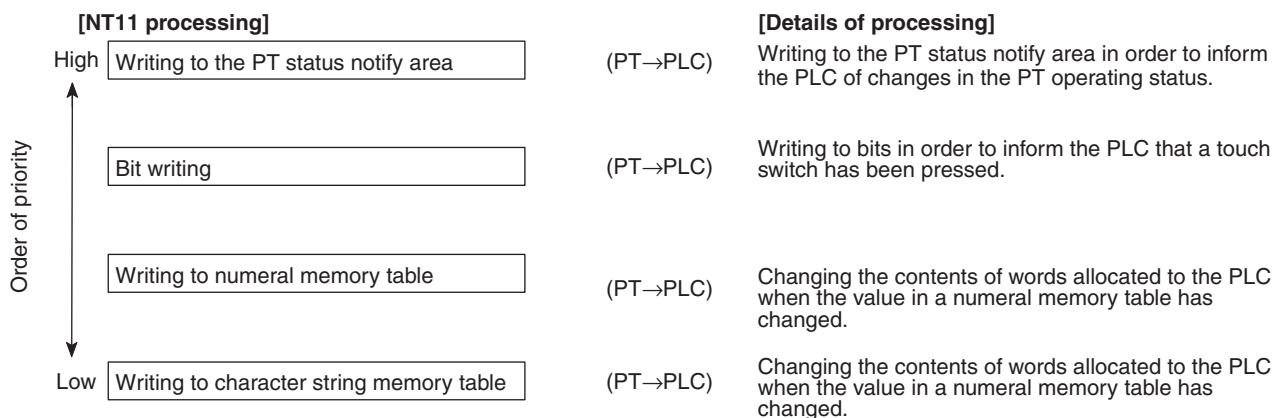 [NT11 processing]
[Details of processing]
High
Writing to the PT status notify area
(PT→PLC)
Writing to the PT status notify area in order to inform
the PLC of changes in the PT operating status.
Order of priority
Bit writing
(PT→PLC)
Writing to bits in order to inform the PLC that a touch
switch has been pressed.
Writing to numeral memory table
(PT→PLC)
Changing the contents of words allocated to the PLC
when the value in a numeral memory table has
changed.
Low
Writing to character string memory table
(PT→PLC)
Changing the contents of words allocated to the PLC
when the value in a numeral memory table has
changed.